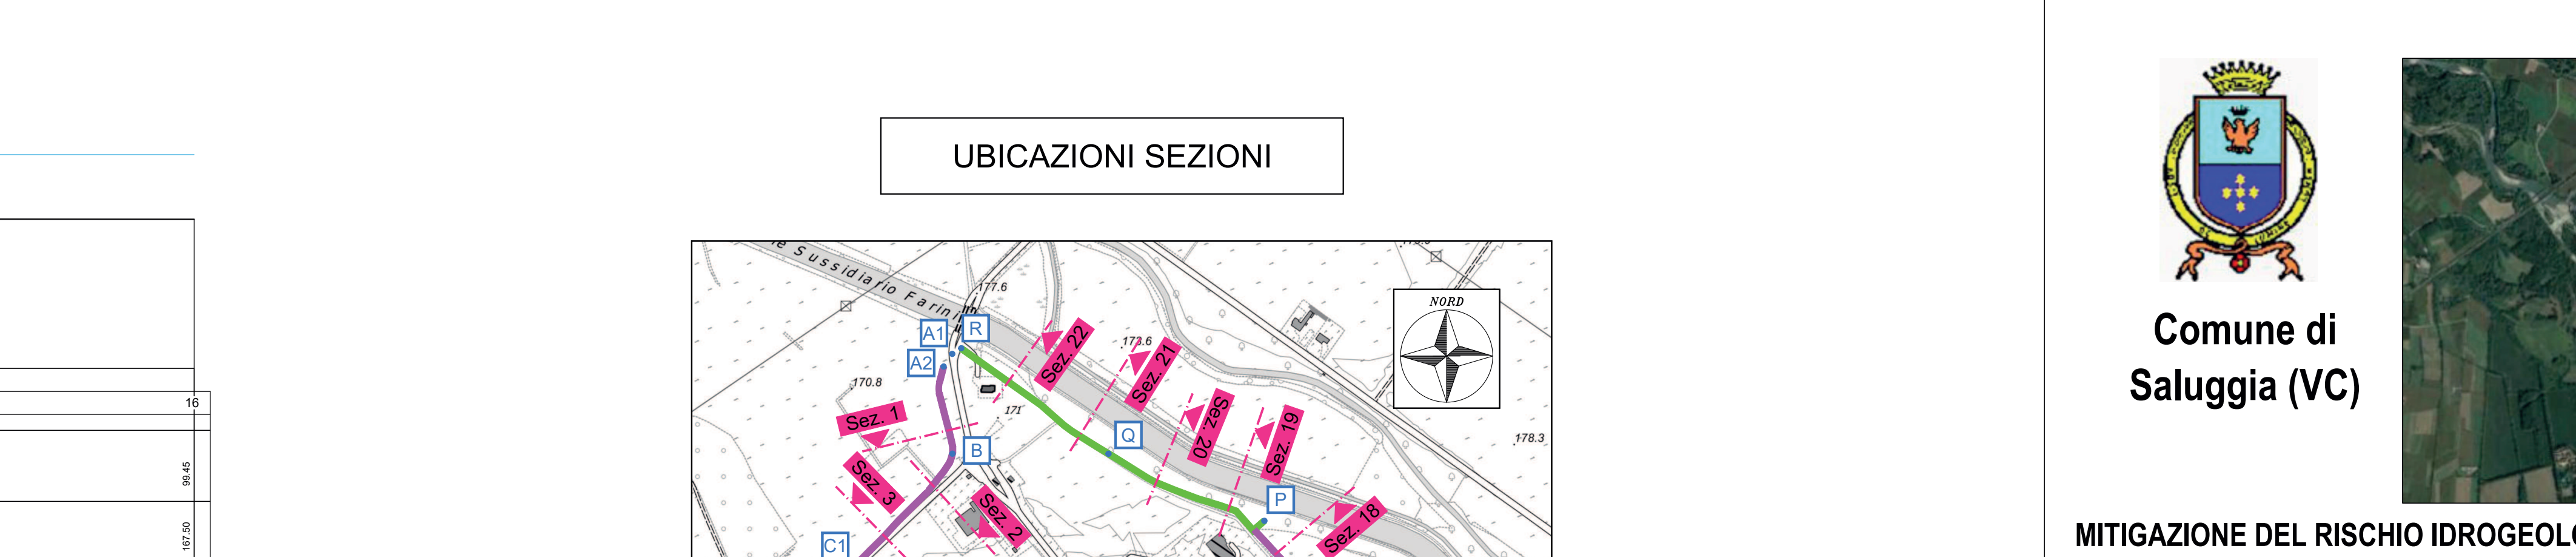 16
99.45
167.50
UBICAZIONI SEZIONI
Sussidiario Farini
177.6
NORD
A1
R
A2
Sez. 22
173.6
Sez. 21
170.8
Sez. 1
171
Sez. 20
Sez. 19
Q
178.3
B
Sez. 3
Sez. 2
P
Sez. 18
C1
Comune di
Saluggia (VC)
MITIGAZIONE DEL RISCHIO IDROGEOL